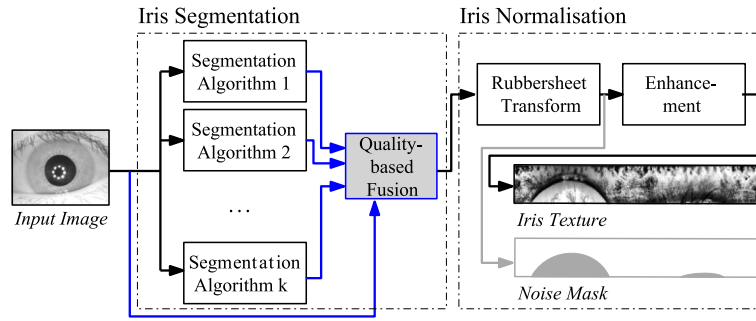 Iris Segmentation
Iris Normalisation
Segmentation
Algorithm 1
Segmentation
Algorithm 2
...
Segmentation
Algorithm k
Quality-
based
Fusion
Input Image
Rubbersheet
Transform
Enhance-
ment
Iris Texture
Noise Mask